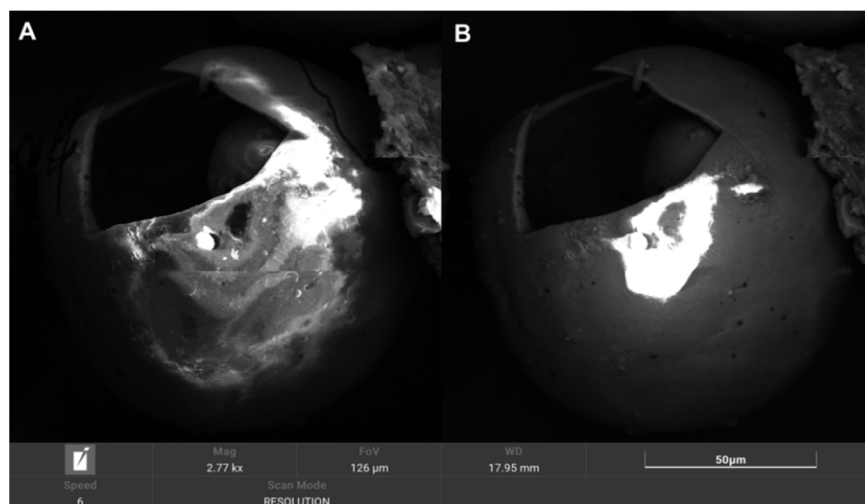 A
B
Mag
FoV
WD
50µm
2.77 kx
126 µm
17.95 mm
Speed
Scan Mode
6
RESOLUTION